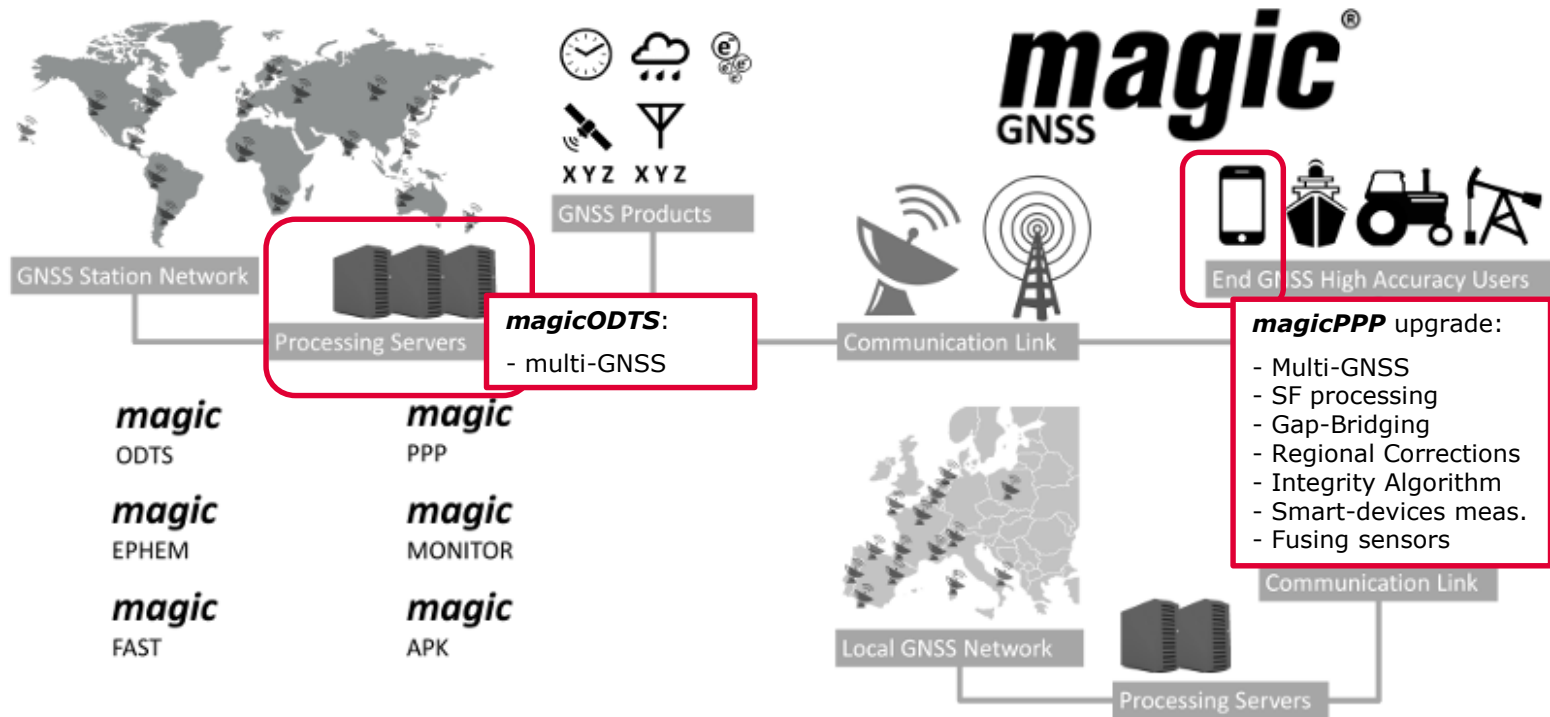 magic®
GNSS
e⁻
e⁻
e⁻
e⁻
X Y Z
X Y Z
GNSS Products
GNSS Station Network
Processing Servers
magicODTS:
- multi-GNSS
Communication Link
End GNSS High Accuracy Users
magicPPP upgrade:
- Multi-GNSS
- SF processing
- Gap-Bridging
- Regional Corrections
- Integrity Algorithm
- Smart-devices meas.
- Fusing sensors
magic
ODTS
magic
PPP
magic
EPHEM
magic
MONITOR
magic
FAST
magic
APK
Local GNSS Network
Processing Servers
Communication Link